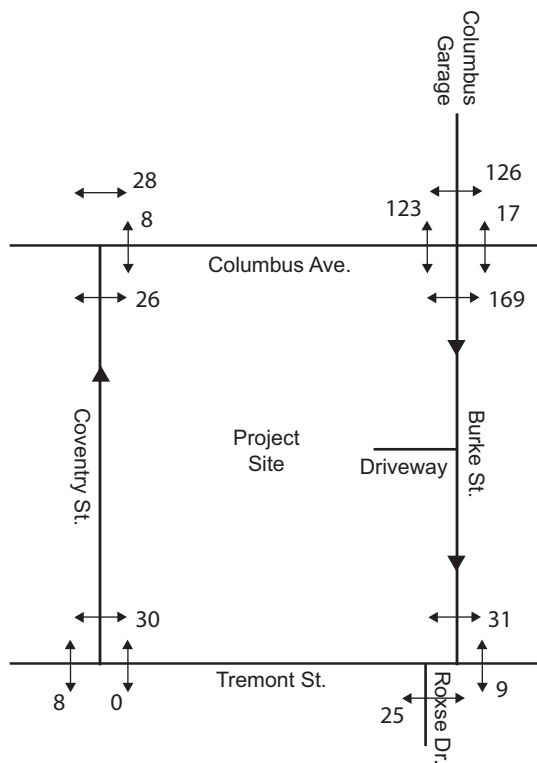 Columbus
Garage
28
126
8
123
17
Columbus Ave.
26
169
Coventry St.
Project
Site
Driveway
Burke St.
30
31
8
0
Tremont St.
Roxse Dr.
25
9